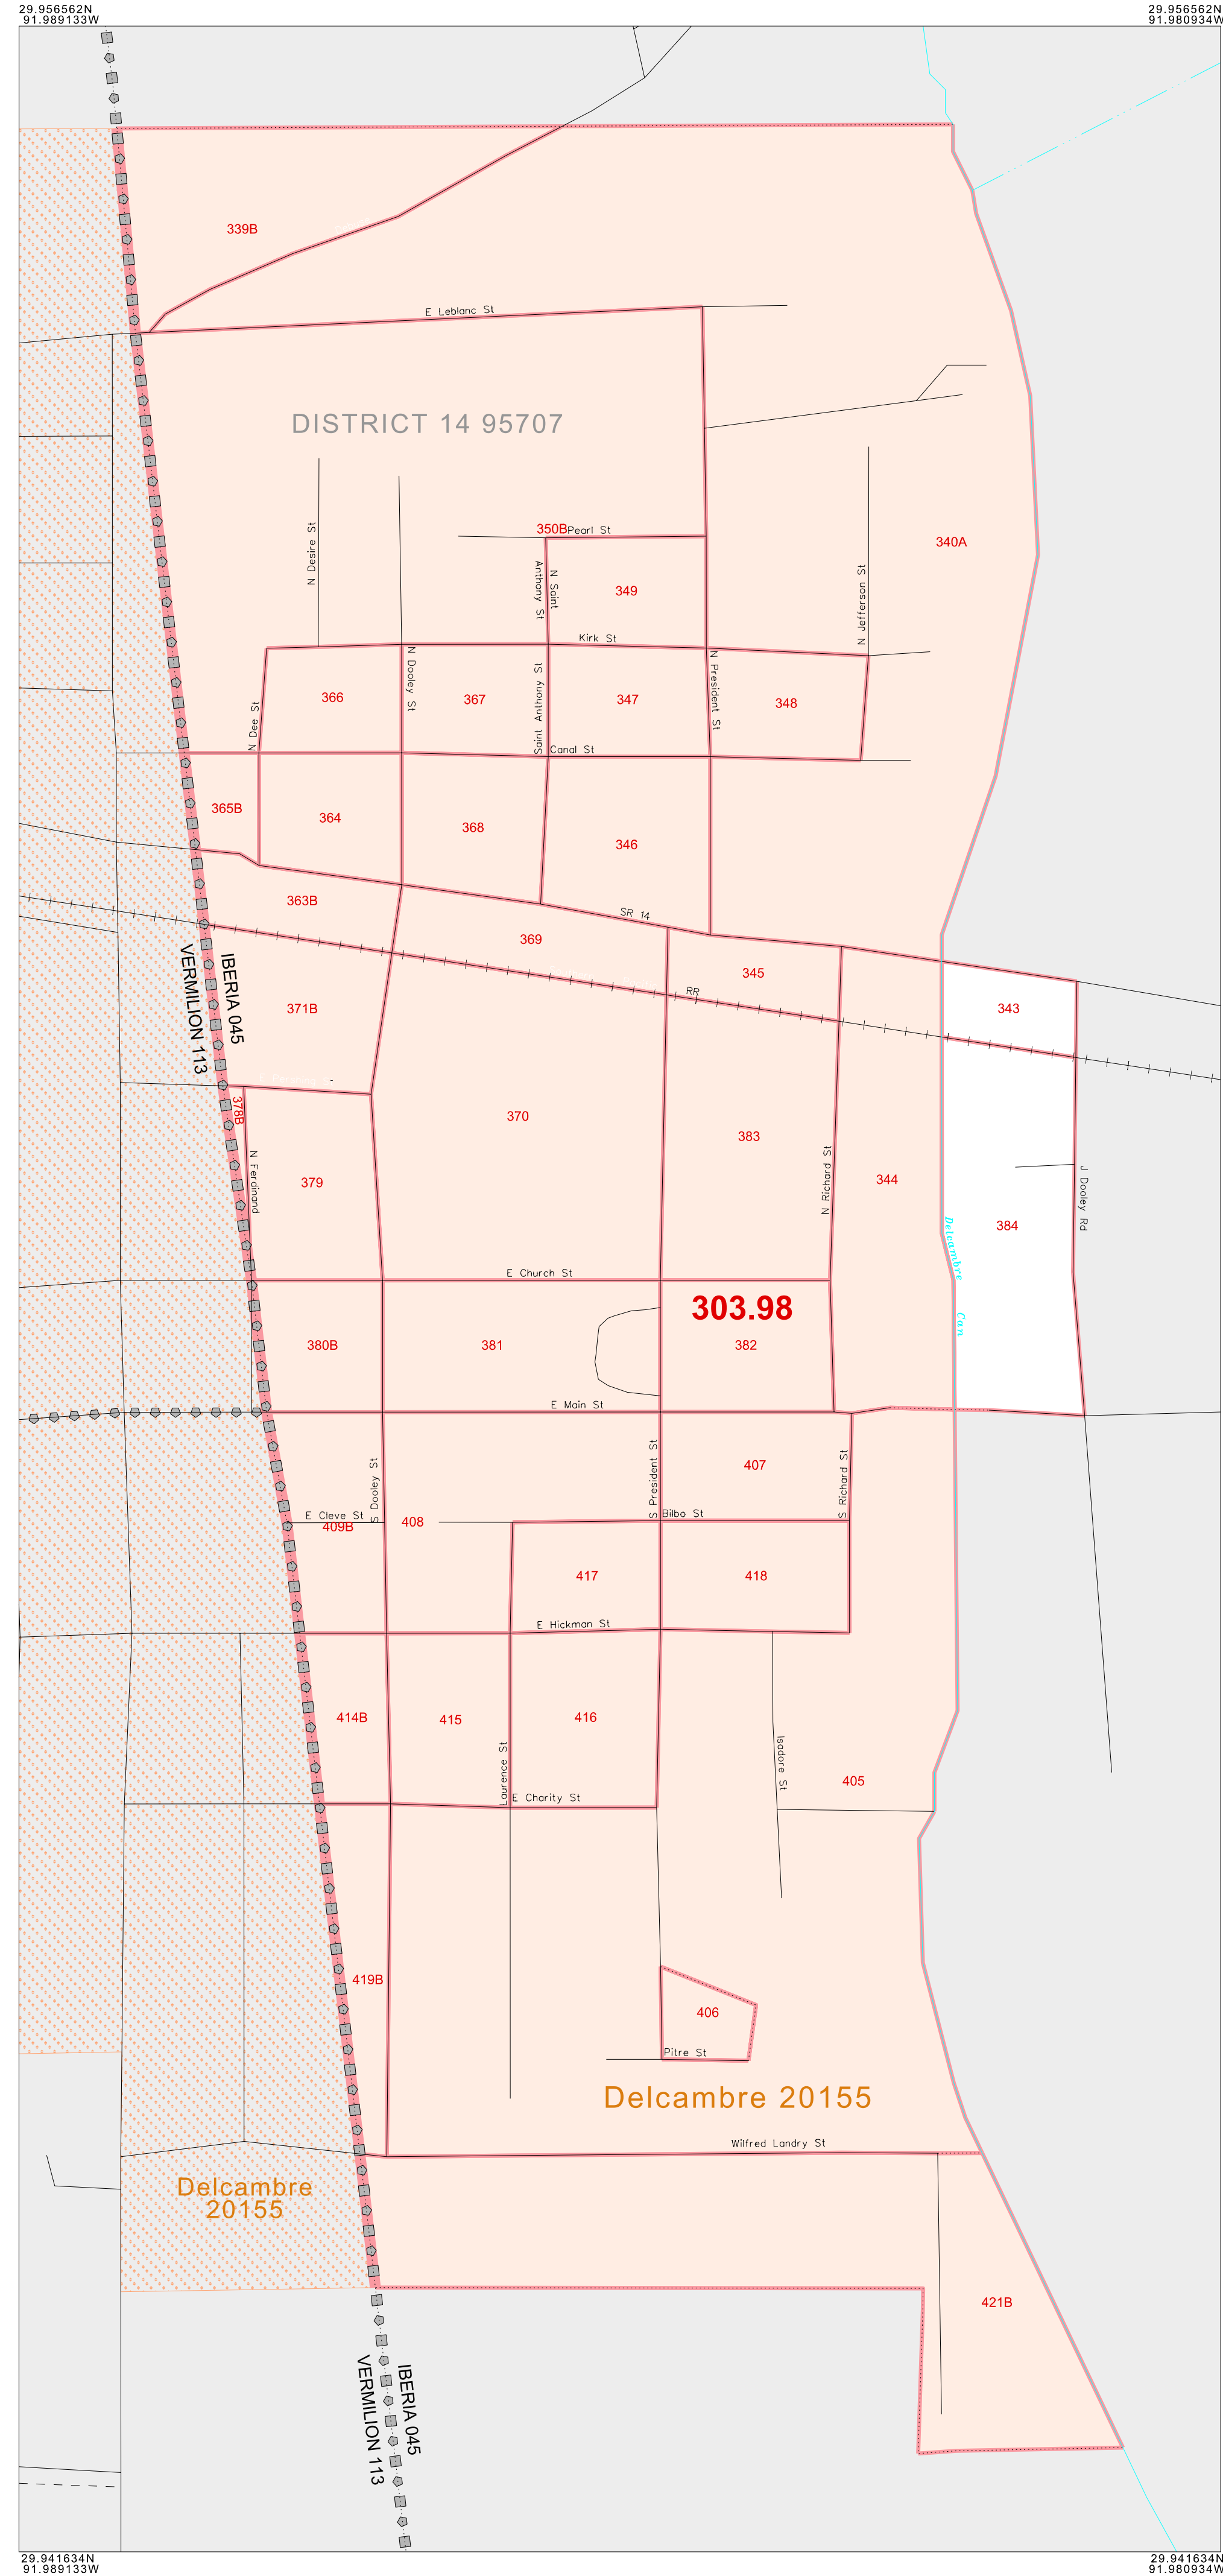 29.956562N
91.989133W
29.956562N
91.980934W
339B
E Leblanc St
DISTRICT 14 95707
N Desire St
350B
Pearl St
340A
N Saint
Anthony St
349
N Jefferson St
Kirk St
366
N Dooley St
367
Saint Anthony St
347
N President St
348
N Dee St
Canal St
365B
364
368
346
363B
SR 14
369
345
IBERIA 045
VERMILION 113
RR
343
371B
378B
370
383
N Richard St
344
379
N Ferdinand
J Dooley Rd
384
Delcambre
Can
E Church St
303.98
380B
381
382
E Main St
S Dooley St
S President St
407
S Richard St
E Cleve St
409B
408
Bilbo St
417
418
E Hickman St
414B
415
416
Laurence St
Isadore St
405
E Charity St
419B
406
Pitre St
Delcambre 20155
Wilfred Landry St
Delcambre
20155
421B
IBERIA 045
VERMILION 113
29.941634N
91.989133W
29.941634N
91.980934W